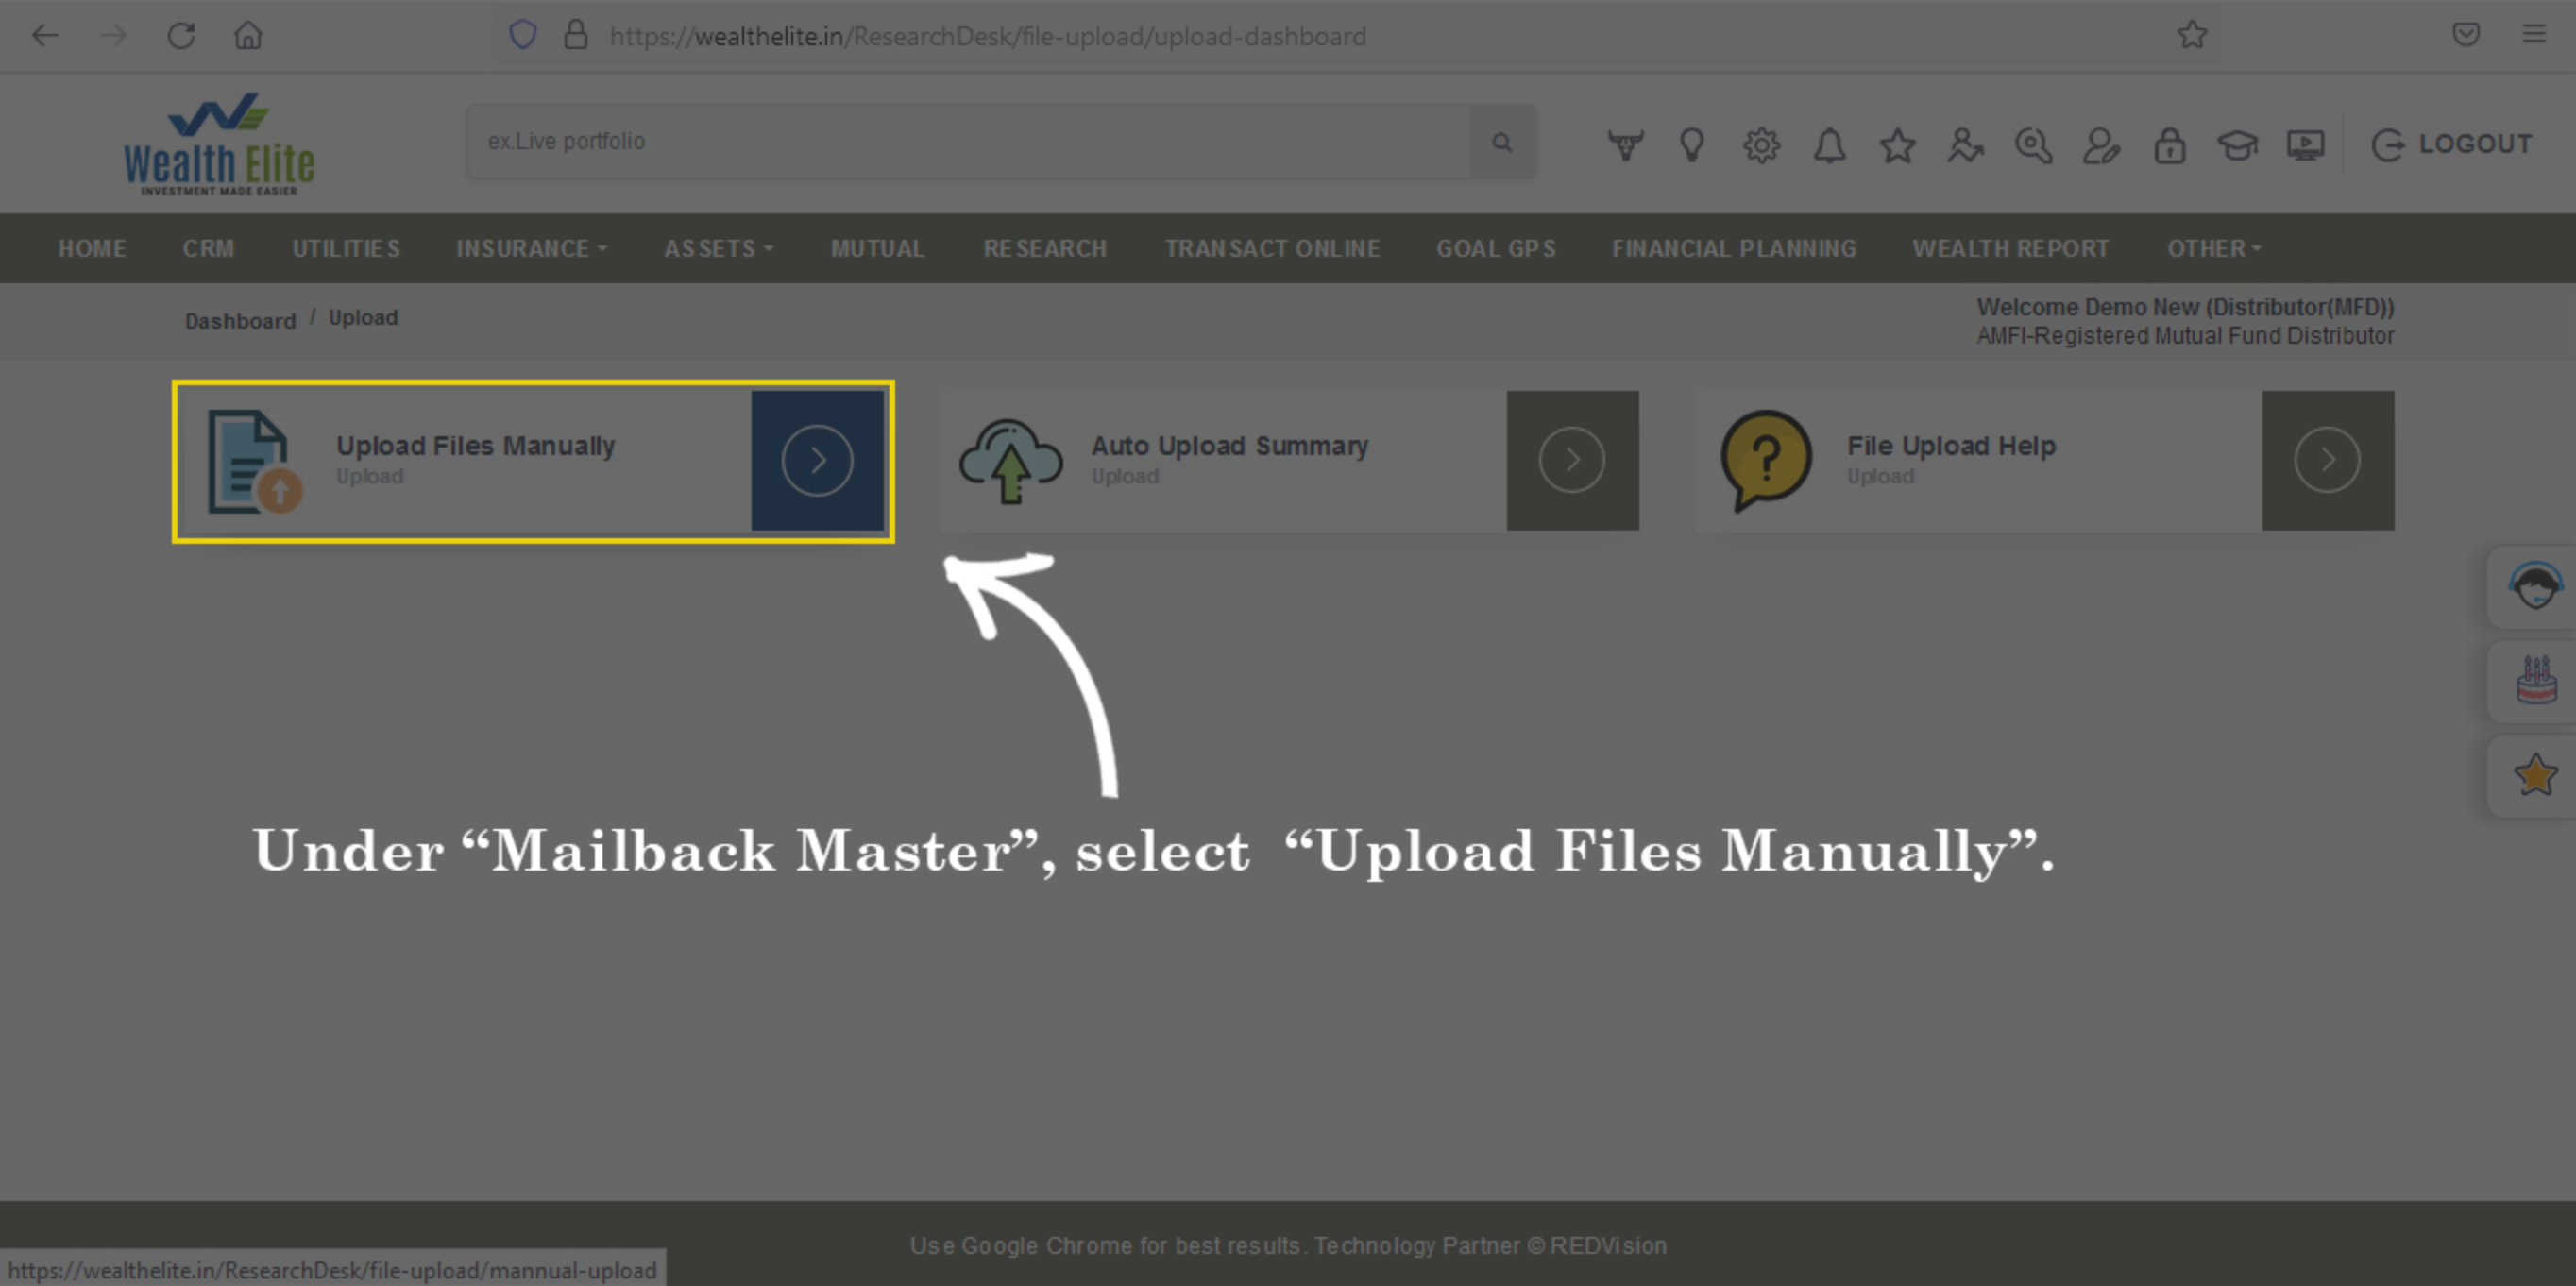 https://wealthelite.in/ResearchDesk/file-upload/upload-dashboard
Wealth Elite
INVESTMENT MADE EASIER
ex.Live portfolio
LOGOUT
HOME CRM UTILITIES INSURANCE ASSETS MUTUAL RESEARCH TRANSACT ONLINE GOAL GPS FINANCIAL PLANNING WEALTH REPORT OTHER
Dashboard / Upload
Welcome Demo New (Distributor(MFD))
AMFI-Registered Mutual Fund Distributor
Upload Files Manually
Upload
Auto Upload Summary
Upload
File Upload Help
Upload
Under “Mailback Master”, select “Upload Files Manually”.
Use Google Chrome for best results. Technology Partner © REDVision
https://wealthelite.in/ResearchDesk/file-upload/mannual-upload